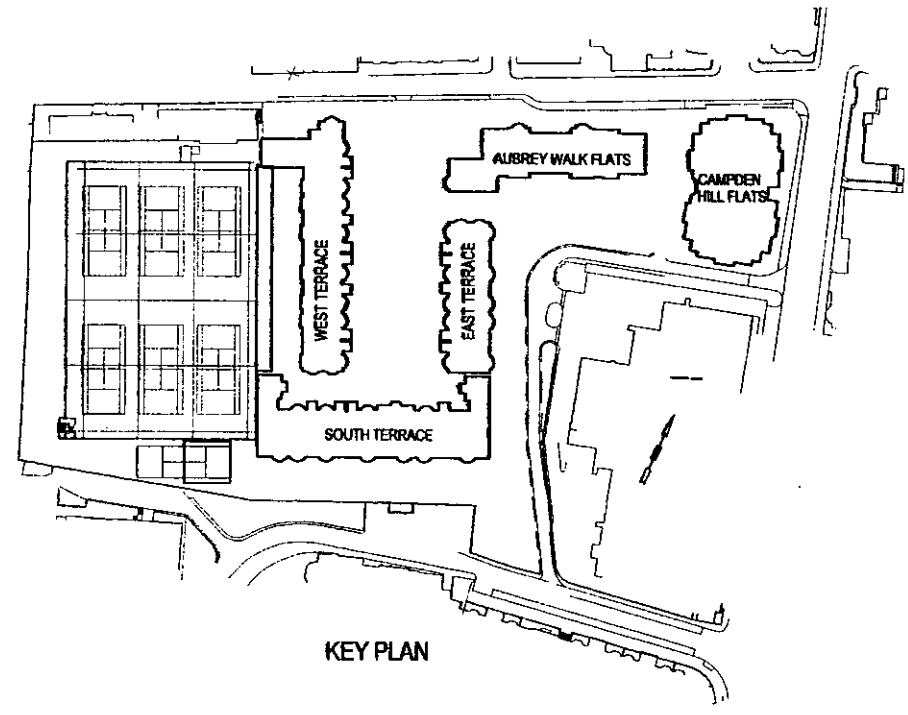 AUBREY WALK FLATS
CAMPDEN
HILL FLATS
WEST TERRACE
EAST TERRACE
SOUTH TERRACE
KEY PLAN